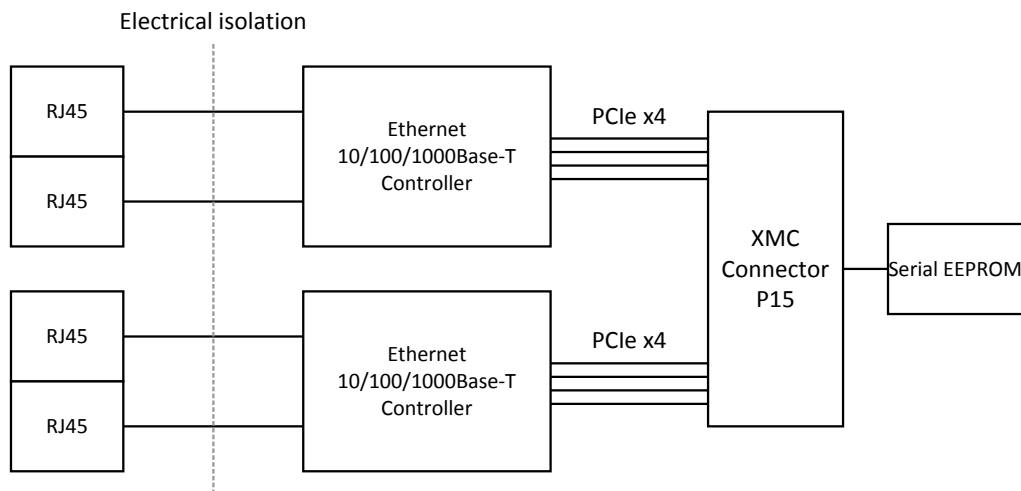 Electrical isolation
RJ45
RJ45
Ethernet
10/100/1000Base-T
Controller
PCIe x4
XMC
Connector
P15
Serial EEPROM
RJ45
RJ45
Ethernet
10/100/1000Base-T
Controller
PCIe x4